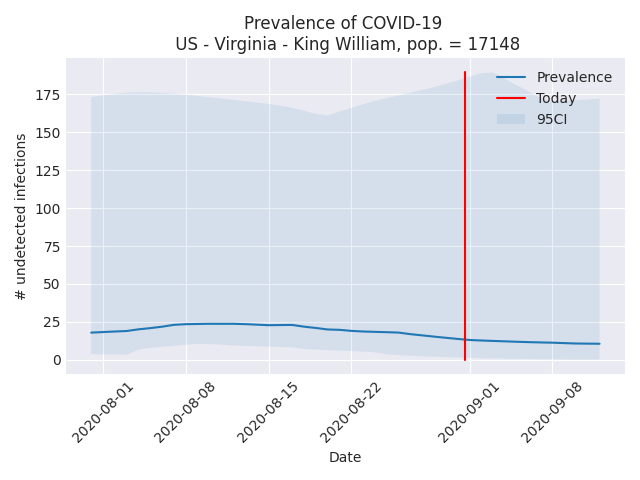 Prevalence of COVID-19
US - Virginia - King William, pop. = 17148
Prevalence
Today
95CI
# undetected infections
175
150
125
100
75
50
25
0
2020-08-01
2020-08-08
2020-08-15
2020-08-22
2020-09-01
2020-09-08
Date